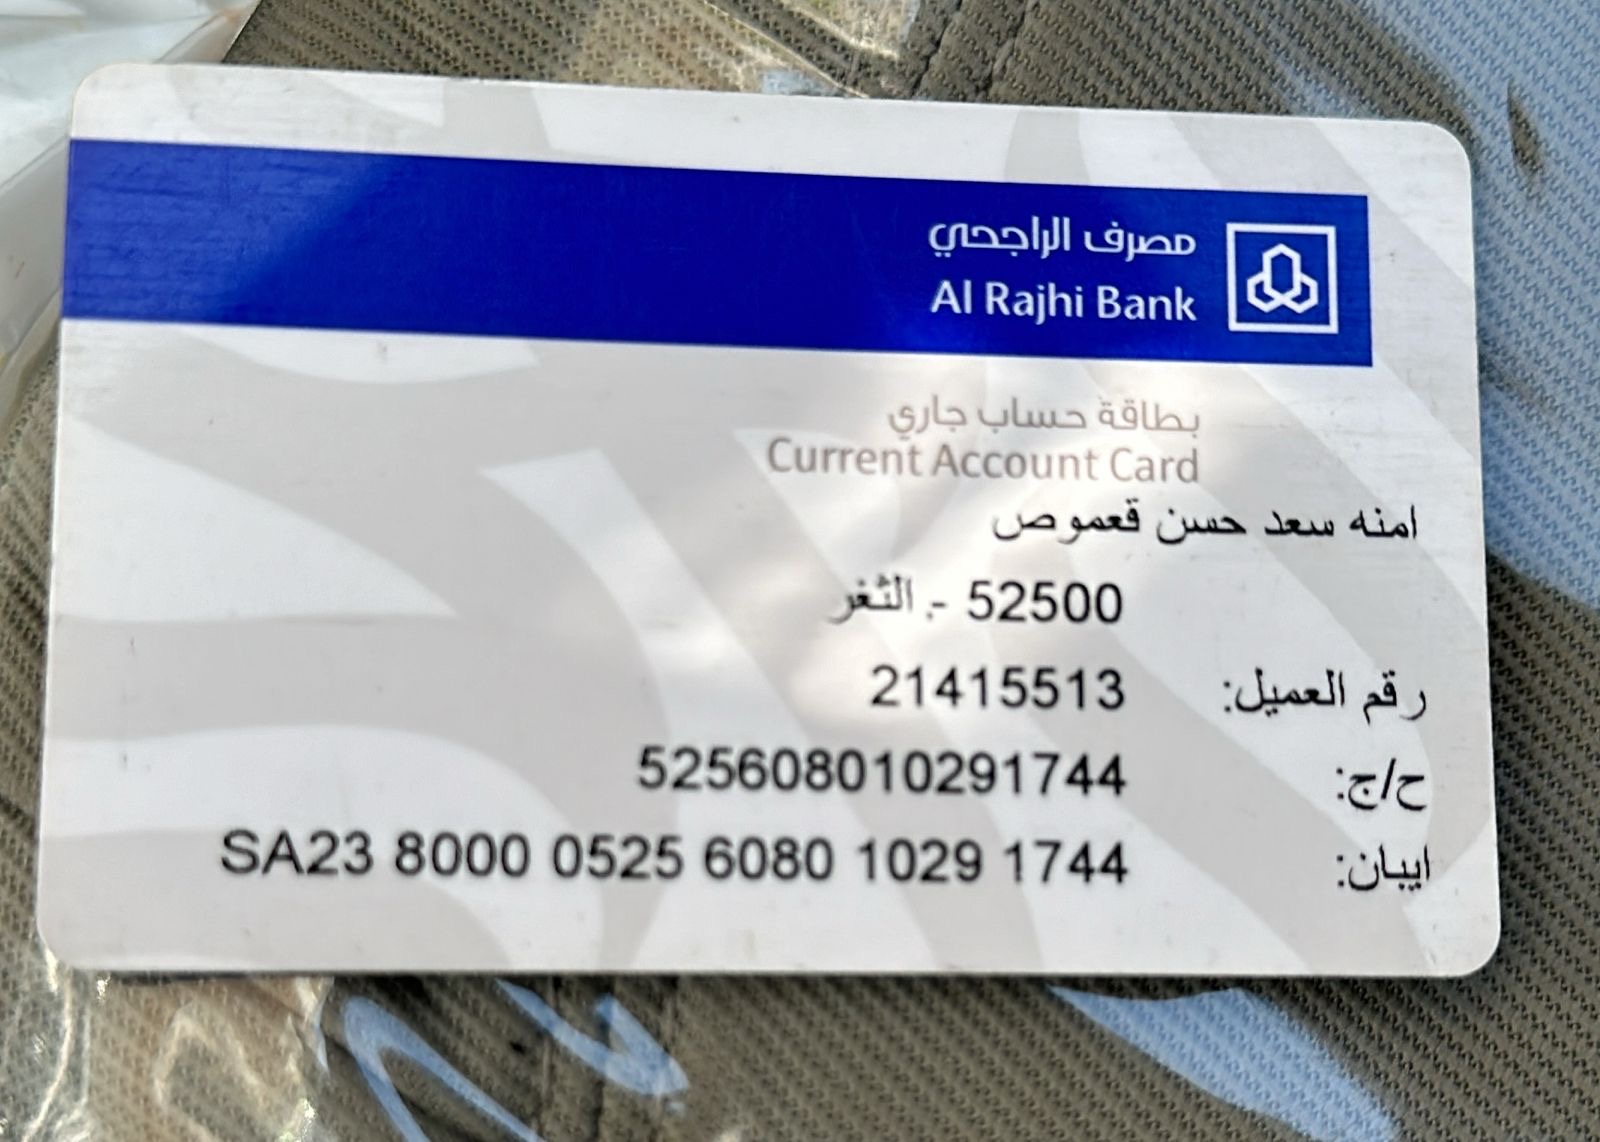 مصرف الراجحي
Al Rajhi Bank
بطاقة حساب جاري
Current Account Card
امنه سعد حسن قعموص
52500 - الثغر
رقم العميل: 21415513
ح/ج: 525608010291744
ايبان: SA23 8000 0525 6080 1029 1744